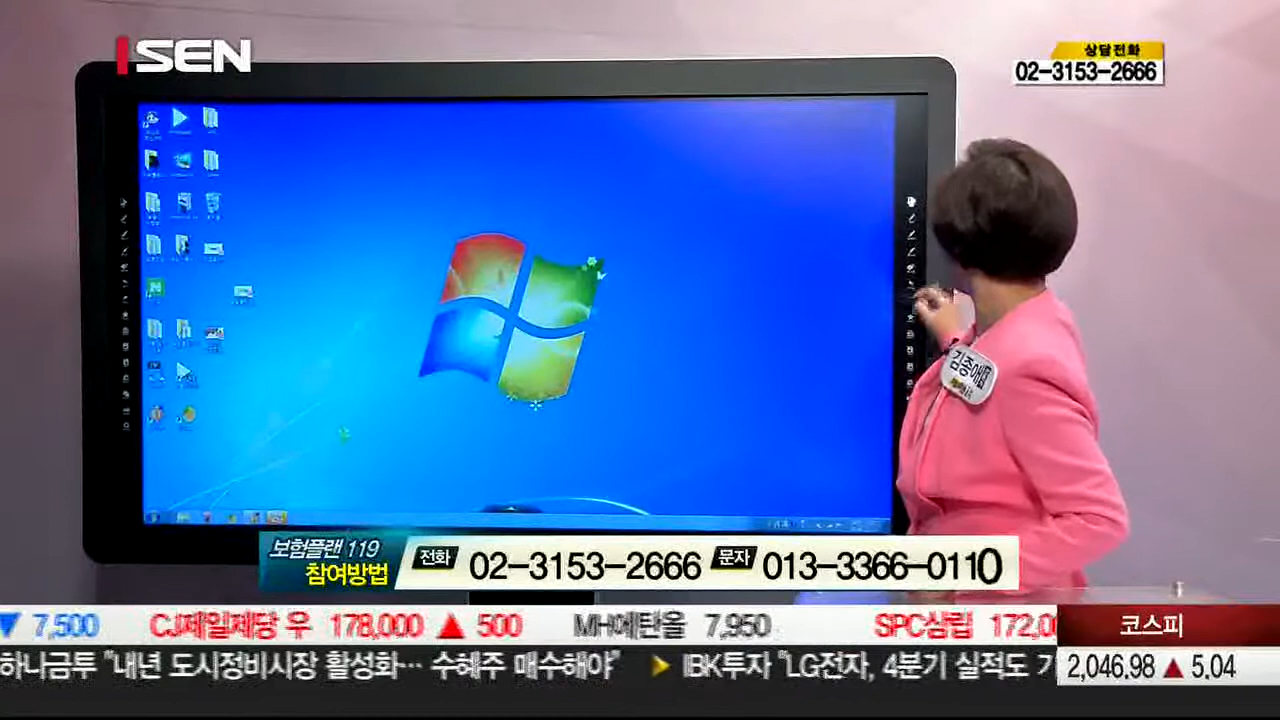 SEN
상담전화
02-3153-2666
김종애
보험플랜 119
참여방법
전화 02-3153-2666 문자 013-3366-0110
▼ 7,500 CJ제일제당 우 178,000 ▲ 500 MH에탄올 7,950 SPC삼립 172,0
코스피
하나금투 "내년 도시정비시장 활성화… 수혜주 매수해야" ▶ IBK투자 "LG전자, 4분기 실적도
2,046.98 ▲ 5.04